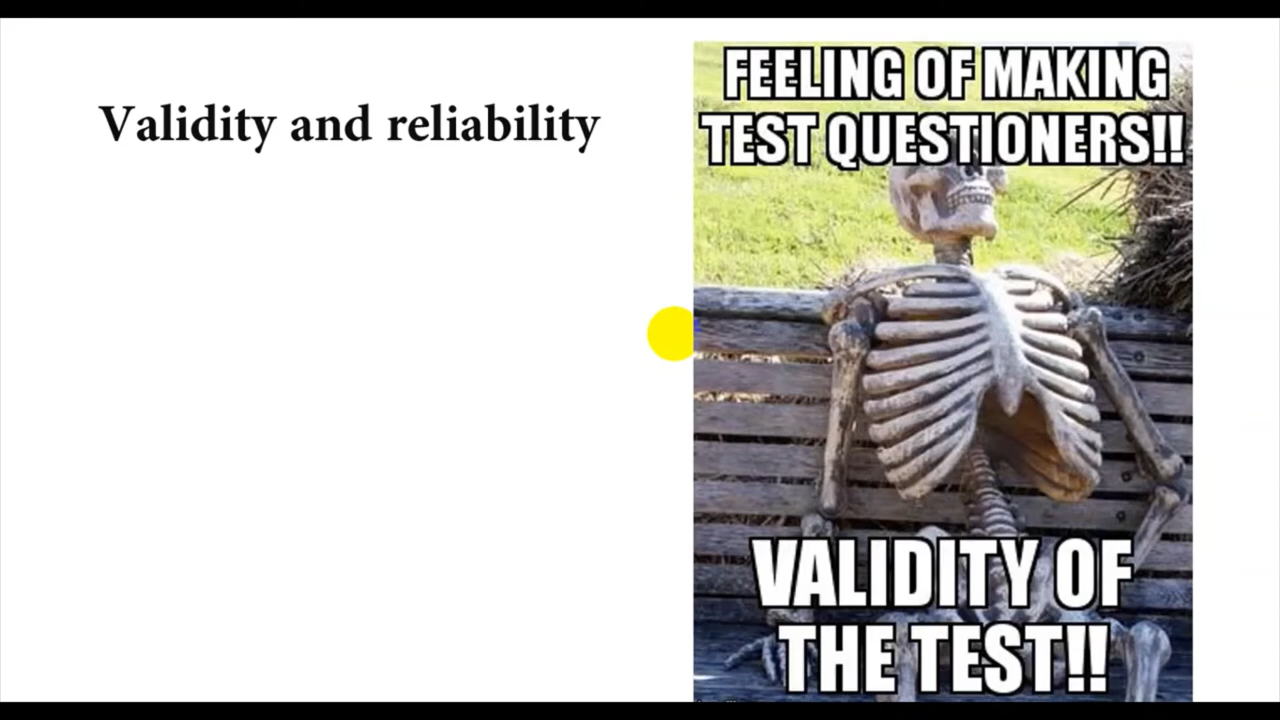 Validity and reliability
FEELING OF MAKING
TEST QUESTIONERS!!
VALIDITY OF
THE TEST!!